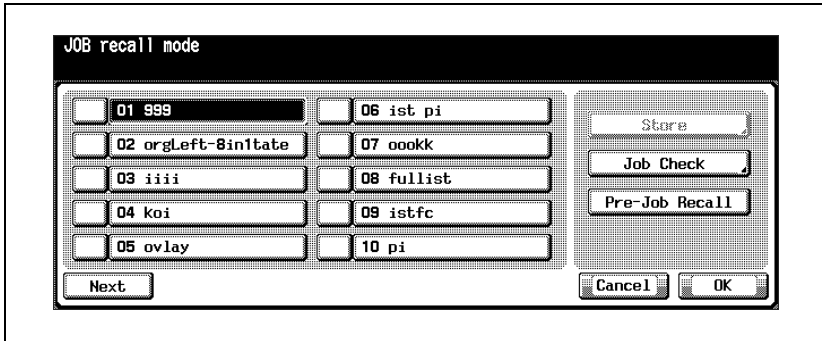 JOB recall mode
01 999
02 orgLeft-8in1tate
03 iiii
04 koi
05 ovlay
06 ist pi
07 oookk
08 fullist
09 istfc
10 pi
Store
Job Check
Pre-Job Recall
Next
Cancel
OK